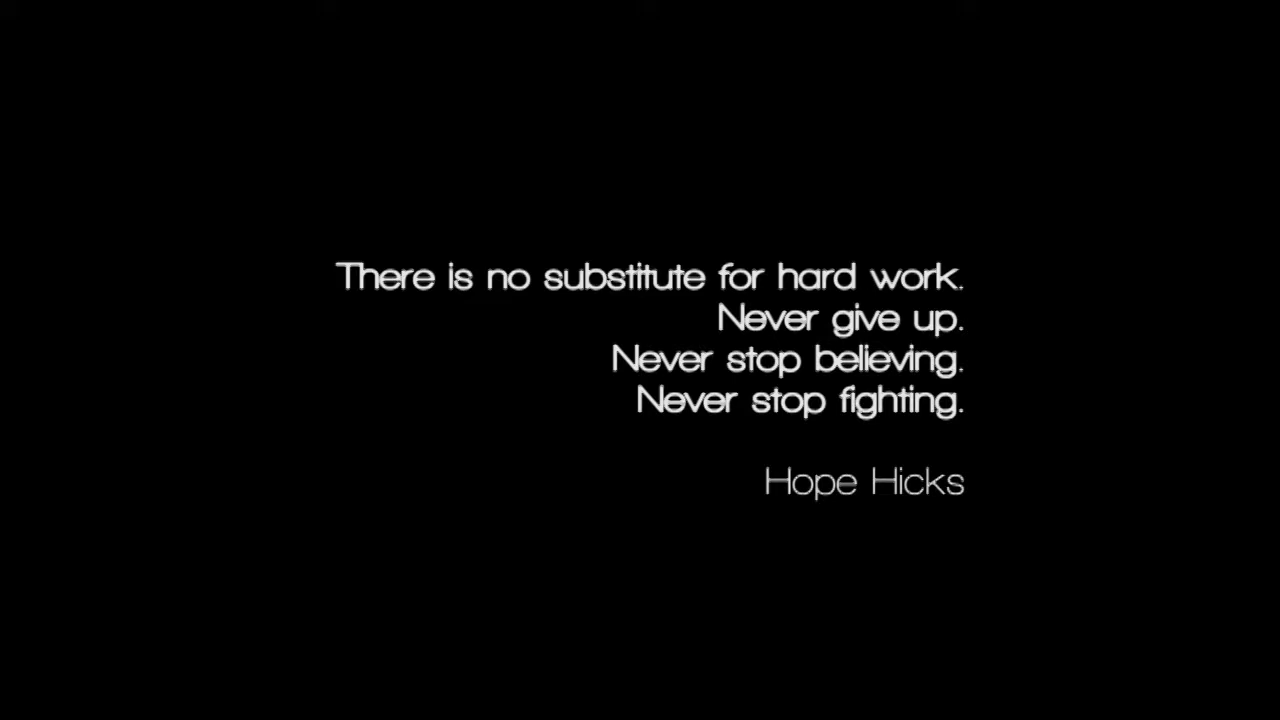 There is no substitute for hard work.
Never give up.
Never stop believing.
Never stop fighting.
Hope Hicks